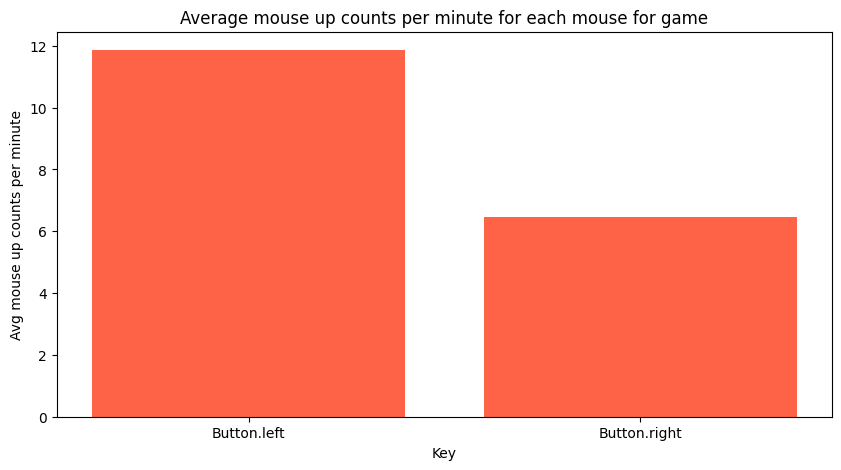 Average mouse up counts per minute for each mouse for game
Avg mouse up counts per minute
12
10
8
6
4
2
0
Button.left
Button.right
Key